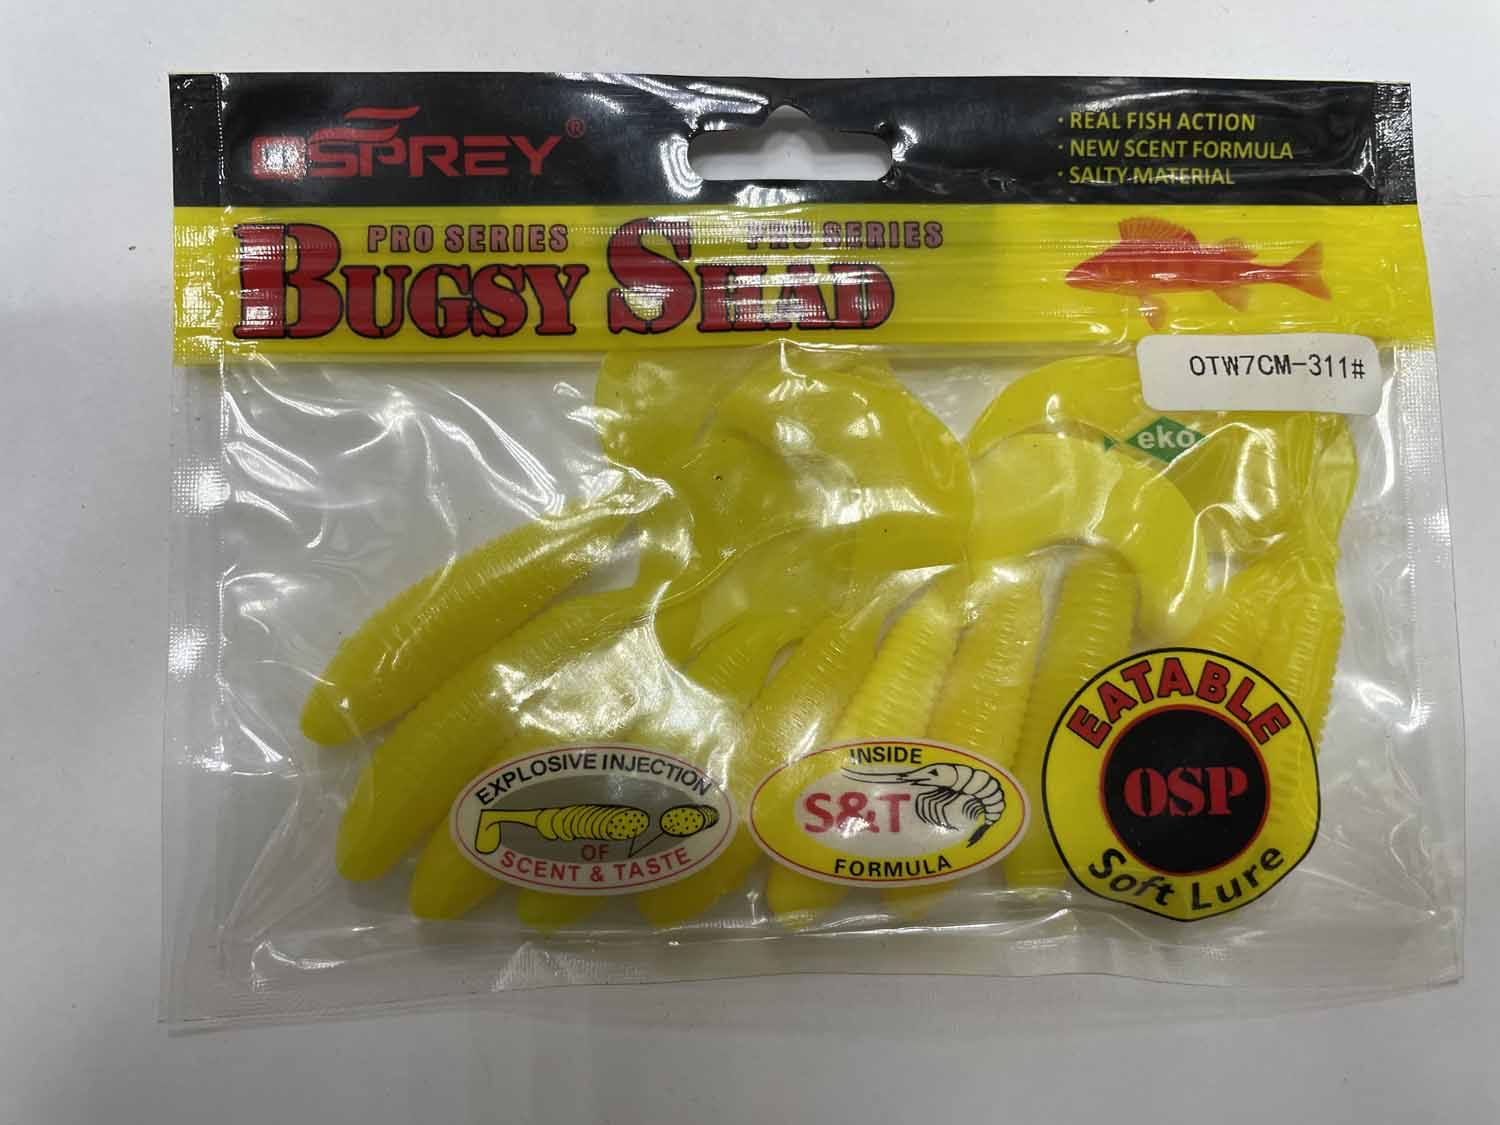 OSPREY®
· REAL FISH ACTION
· NEW SCENT FORMULA
· SALTY MATERIAL
PRO SERIES PRO SERIES
BUGSY SHAD
OTW7CM-311#
eko
EXPLOSIVE INJECTION
OF
SCENT & TASTE
INSIDE
S&T
FORMULA
EATABLE
OSP
Soft Lure